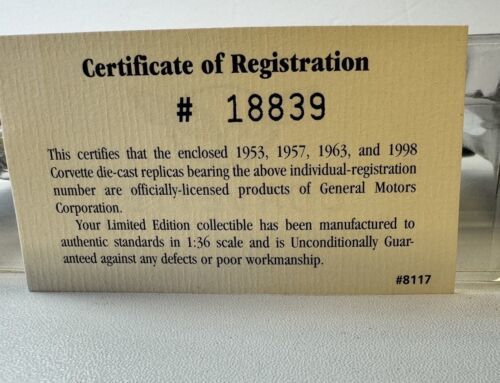 Certificate of Registration
# 18839
This certifies that the enclosed 1953, 1957, 1963, and 1998
Corvette die-cast replicas bearing the above individual-registration
number are officially-licensed products of General Motors
Corporation.
Your Limited Edition collectible has been manufactured to
authentic standards in 1:36 scale and is Unconditionally Guar-
anteed against any defects or poor workmanship.
#8117